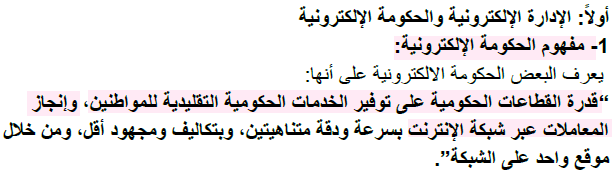 أولاً: الإدارة الإلكترونية والحكومة الإلكترونية
1- مفهوم الحكومة الإلكترونية:
يعرف البعض الحكومة الالكترونية على أنها:
“قدرة القطاعات الحكومية على توفير الخدمات الحكومية التقليدية للمواطنين، وإنجاز
المعاملات عبر شبكة الإنترنت بسرعة ودقة متناهيتين، وبتكاليف ومجهود أقل، ومن خلال
موقع واحد على الشبكة”.